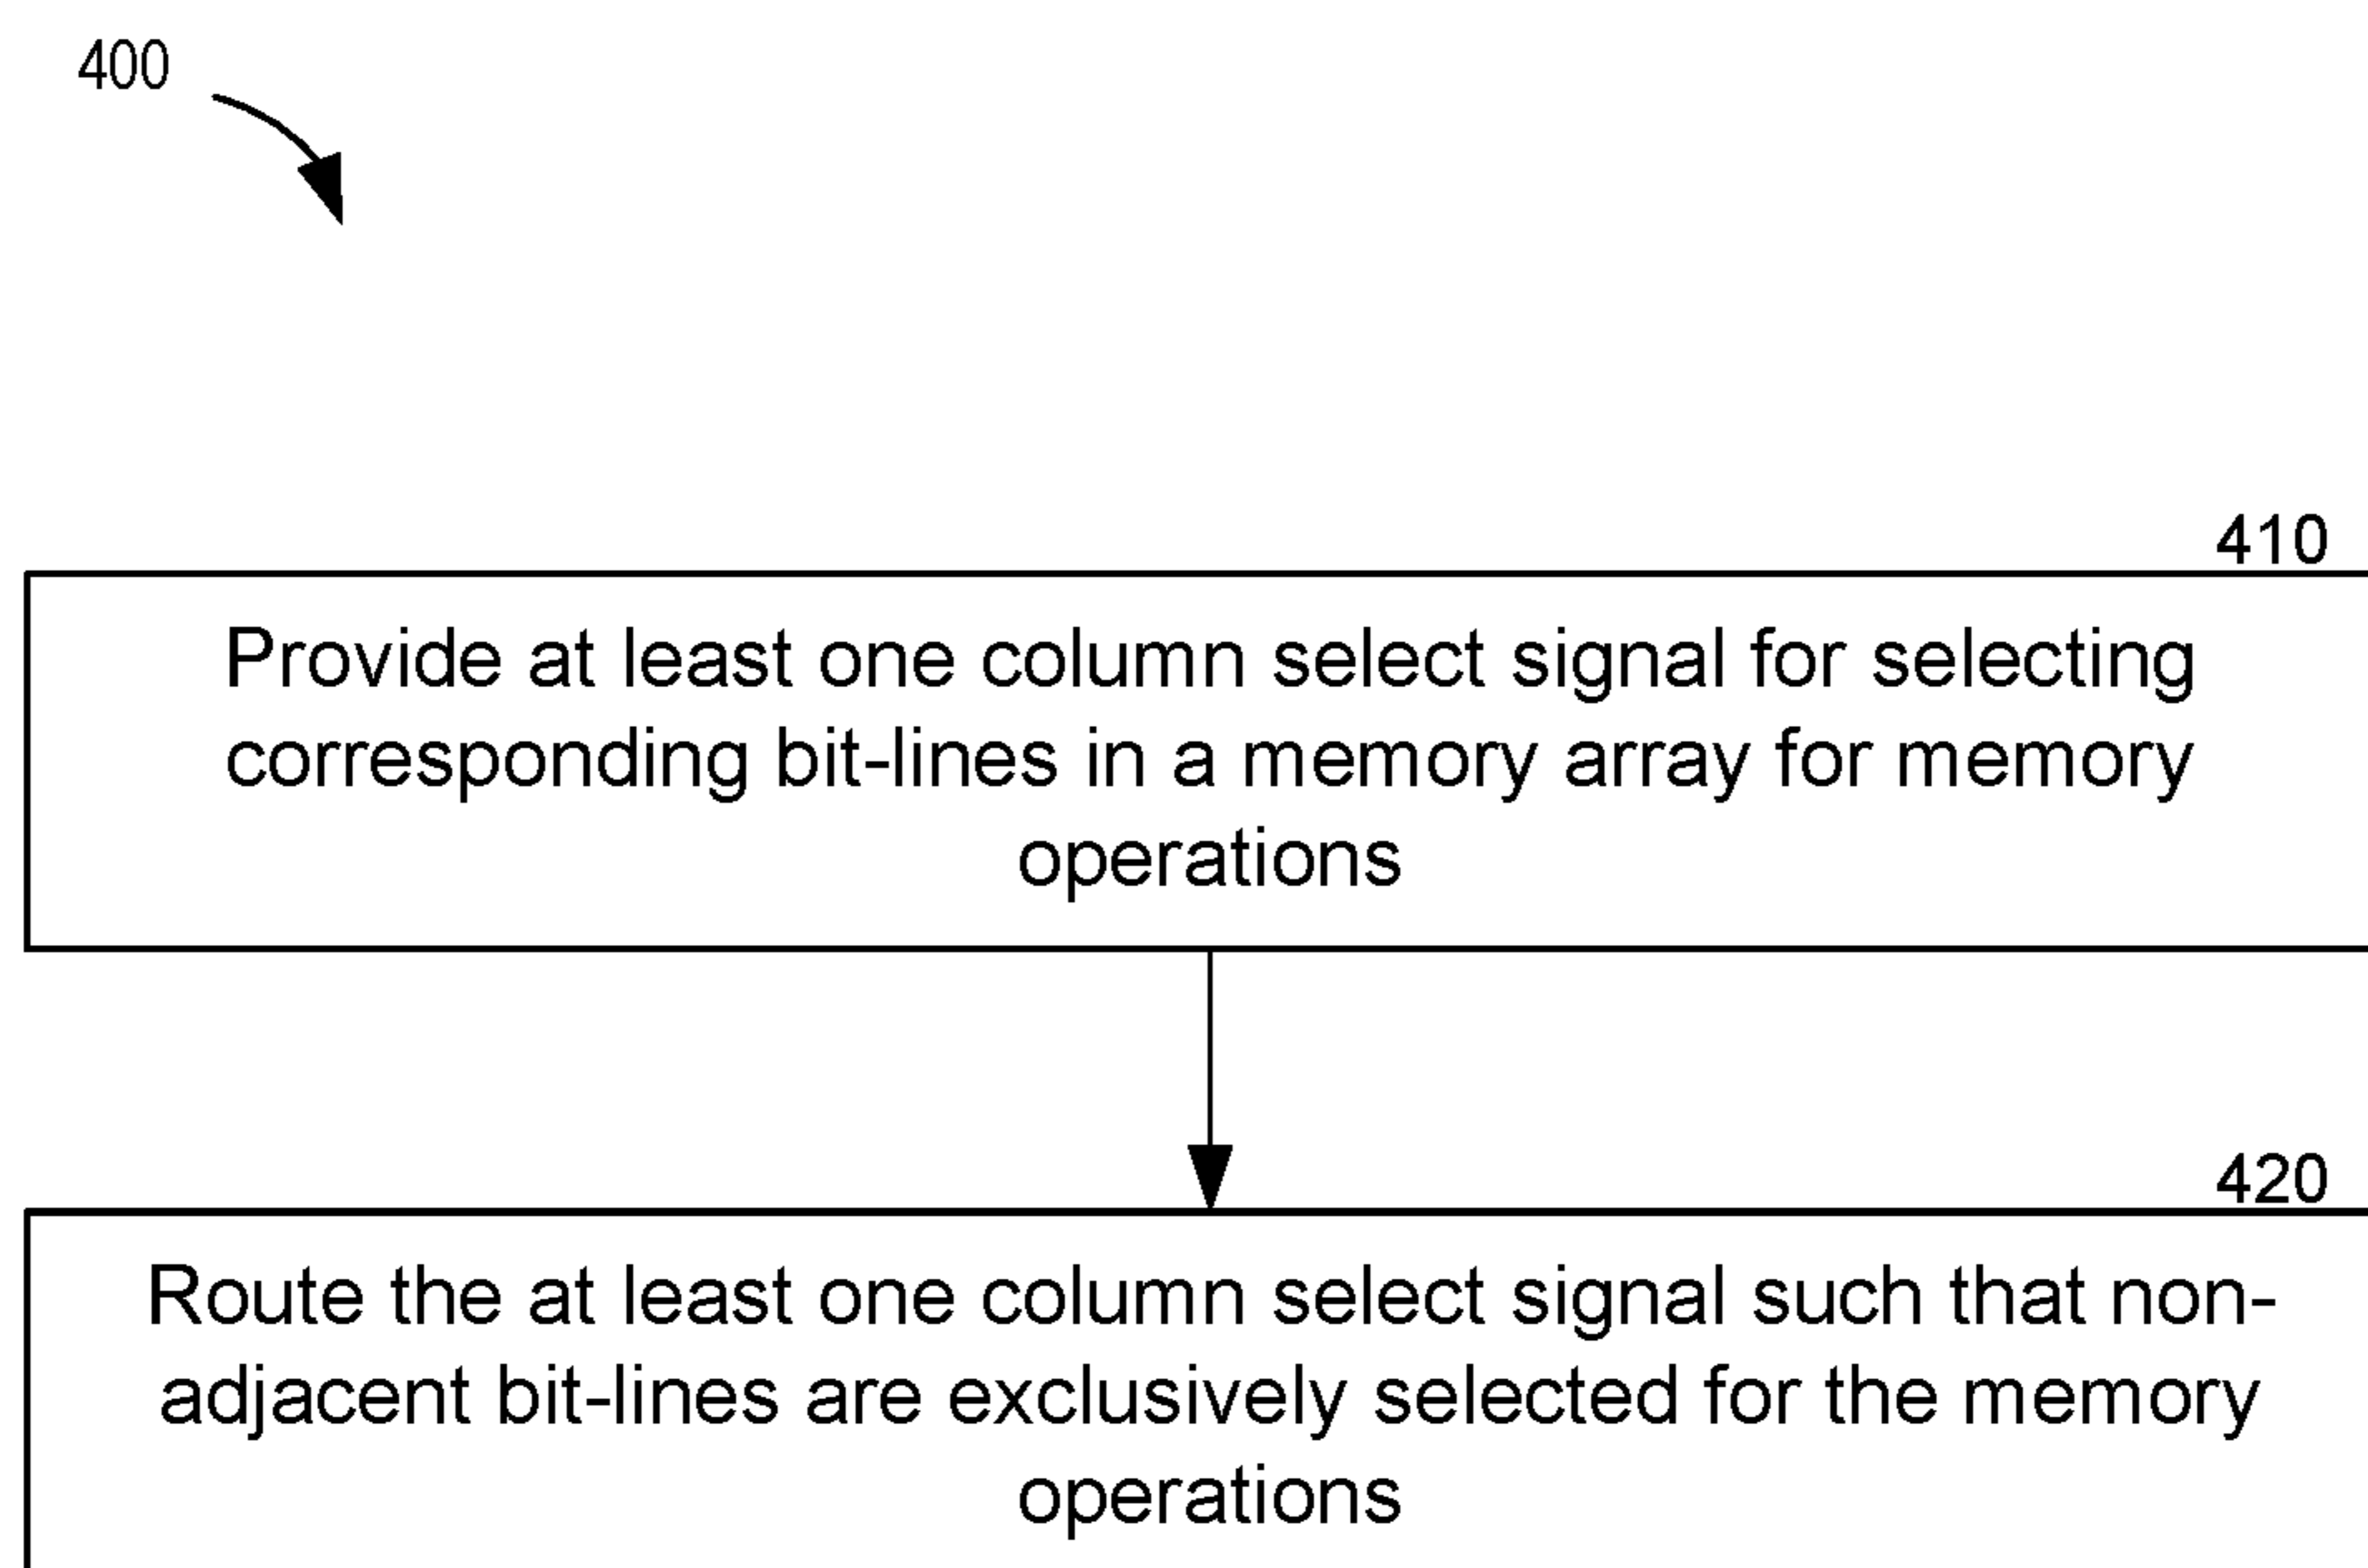 400
410
Provide at least one column select signal for selecting
corresponding bit-lines in a memory array for memory
operations
420
Route the at least one column select signal such that non-
adjacent bit-lines are exclusively selected for the memory
operations